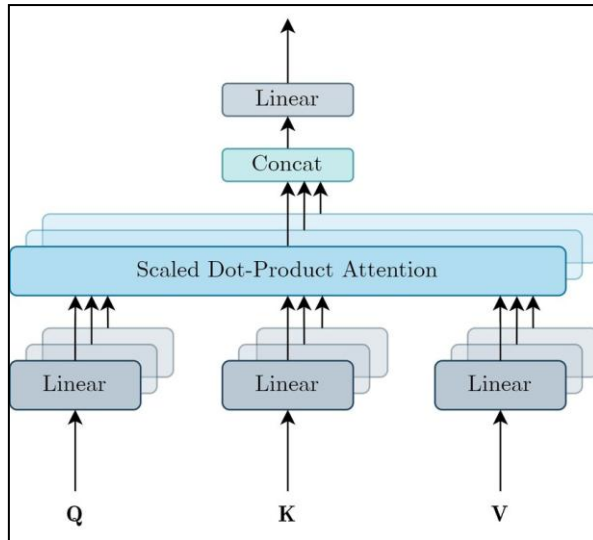 Linear
Concat
Scaled Dot-Product Attention
Linear Linear Linear
Q K V